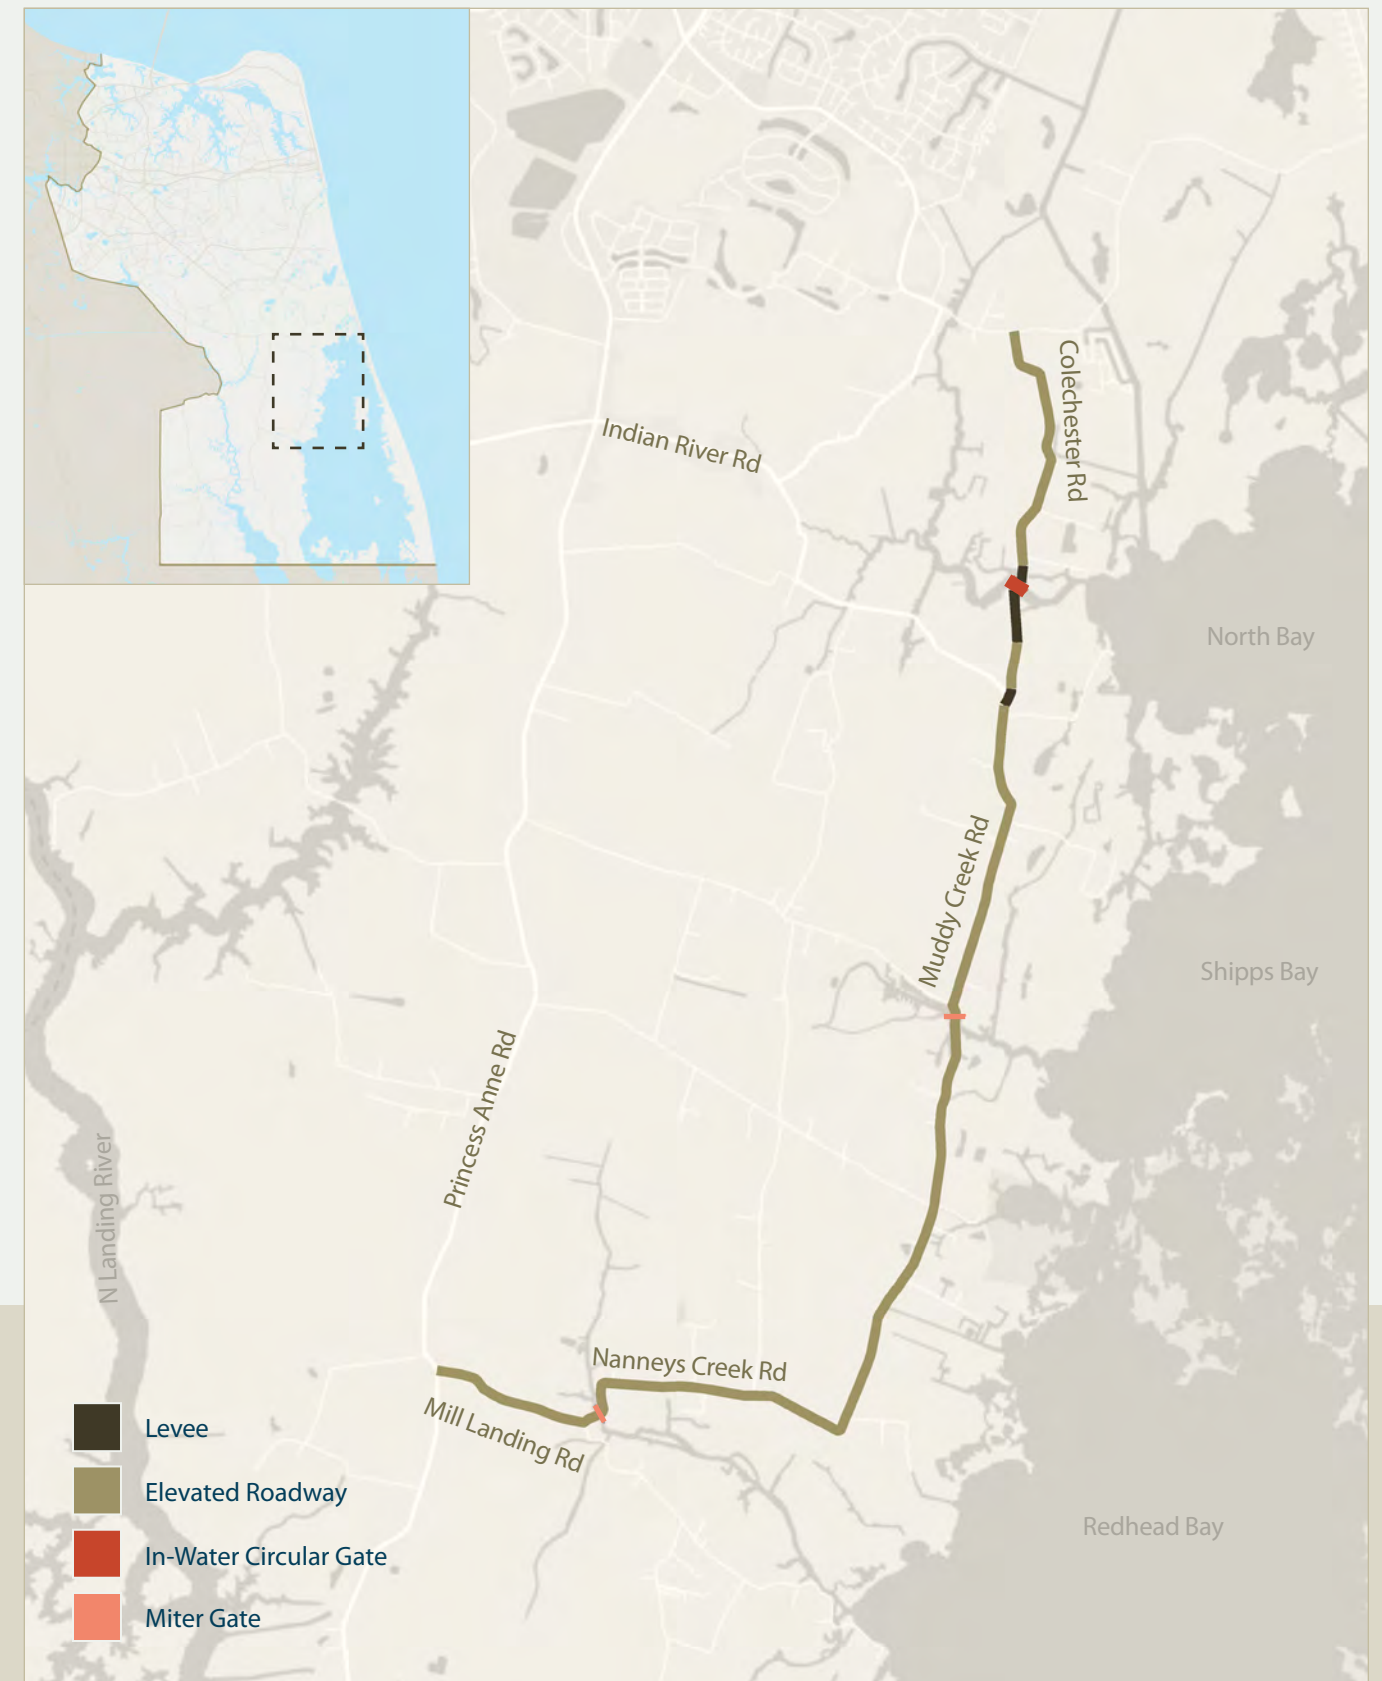 Colechester Rd
Indian River Rd
North Bay
Muddy Creek Rd
Shipps Bay
Princess Anne Rd
N Landing River
Nanneys Creek Rd
Mill Landing Rd
Redhead Bay
Levee
Elevated Roadway
In-Water Circular Gate
Miter Gate